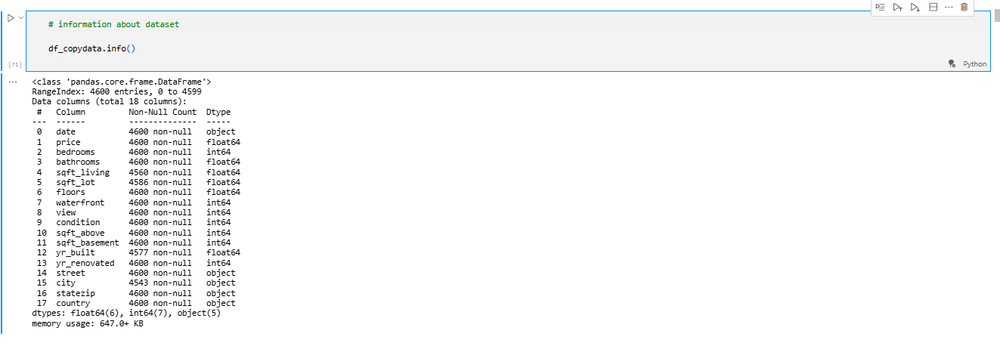 # information about dataset
df_copydata.info()
[71]
Python
... <class 'pandas.core.frame.DataFrame'>
RangeIndex: 4600 entries, 0 to 4599
Data columns (total 18 columns):
 #   Column         Non-Null Count  Dtype
---  ------         --------------  -----
 0   date           4600 non-null   object
 1   price          4600 non-null   float64
 2   bedrooms       4600 non-null   int64
 3   bathrooms      4600 non-null   float64
 4   sqft_living    4560 non-null   float64
 5   sqft_lot       4586 non-null   float64
 6   floors         4600 non-null   float64
 7   waterfront     4600 non-null   int64
 8   view           4600 non-null   int64
 9   condition      4600 non-null   int64
 10  sqft_above     4600 non-null   int64
 11  sqft_basement  4600 non-null   int64
 12  yr_built       4577 non-null   float64
 13  yr_renovated   4600 non-null   int64
 14  street         4600 non-null   object
 15  city           4543 non-null   object
 16  statezip       4600 non-null   object
 17  country        4600 non-null   object
dtypes: float64(6), int64(7), object(5)
memory usage: 647.0+ KB